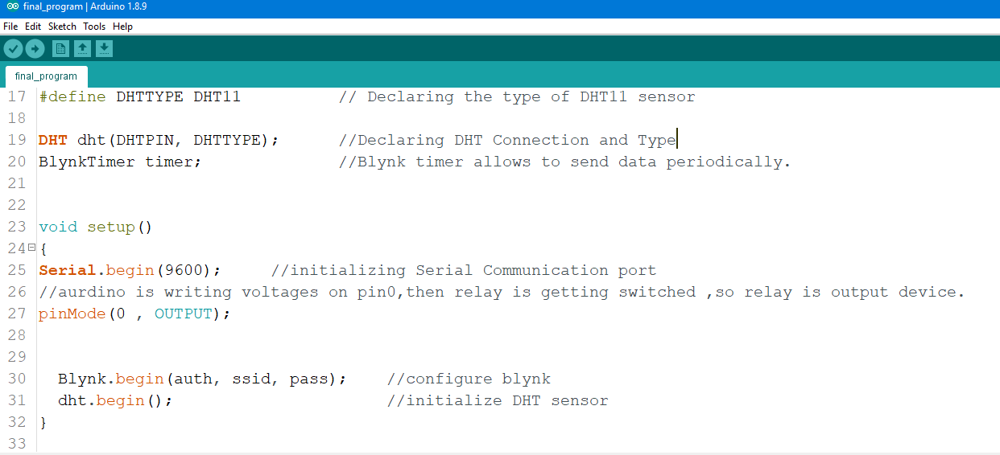 final_program | Arduino 1.8.9
File Edit Sketch Tools Help
final_program
17 #define DHTTYPE DHT11 // Declaring the type of DHT11 sensor
18
19 DHT dht(DHTPIN, DHTTYPE); //Declaring DHT Connection and Type
20 BlynkTimer timer; //Blynk timer allows to send data periodically.
21
22
23 void setup()
24 {
25 Serial.begin(9600); //initializing Serial Communication port
26 //aurdino is writing voltages on pin0,then relay is getting switched ,so relay is output device.
27 pinMode(0 , OUTPUT);
28
29
30 Blynk.begin(auth, ssid, pass); //configure blynk
31 dht.begin(); //initialize DHT sensor
32 }
33